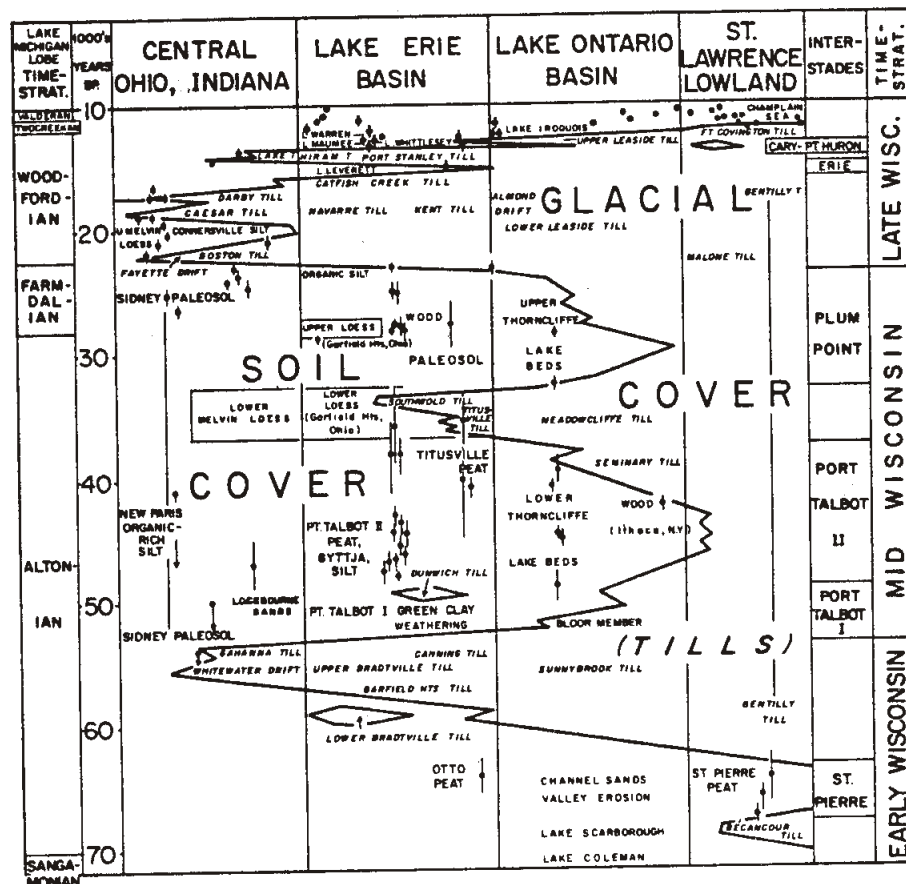 LAKE
MICHIGAN
LOBE
TIME-
STRAT.
1000's
YEARS
BP.
CENTRAL
OHIO, INDIANA
LAKE ERIE
BASIN
LAKE ONTARIO
BASIN
ST.
LAWRENCE
LOWLAND
INTER-
STADES
TIME-
STRAT.
VALDERAN
TWOCREEKAN
WOOD-
FORD-
IAN
FARM-
DAL-
IAN
ALTON-
IAN
SANGA-
MONIAN
10
20
30
40
50
60
70
DARBY TILL
CAESAR TILL
CONNERSVILLE SILT
LOESS
BOSTON TILL
FAYETTE DRIFT
SIDNEY PALEOSOL
LOWER
MELVIN LOESS
NEW PARIS
ORGANIC-
RICH
SILT
LOCKBOURNE
SANDS
SIDNEY PALEOSOL
GAHANNA TILL
WHITEWATER DRIFT
WARREN
L. MAUMEE
WHITTLESEY
HIRAM T.
PORT STANLEY TILL
L. LEVERETT
CATFISH CREEK TILL
NAVARRE TILL
KENT TILL
ORGANIC SILT
WOOD
UPPER LOESS
(Garfield Hts, Ohio)
PALEOSOL
SOUTHWOLD TILL
LOWER
LOESS
(Garfield Hts,
Ohio)
TITUS-
VILLE
TILL
TITUSVILLE
PEAT
PT. TALBOT II
PEAT,
GYTTJA,
SILT
DUNWICH TILL
PT. TALBOT I GREEN CLAY
WEATHERING
CANNING TILL
UPPER BRADTVILLE TILL
GARFIELD HTS TILL
LOWER BRADTVILLE TILL
OTTO
PEAT
LAKE IROQUOIS
UPPER LEASIDE TILL
ALMOND
DRIFT
LOWER LEASIDE TILL
UPPER
THORNCLIFFE
LAKE
BEDS
MEADOWCLIFFE TILL
SEMINARY TILL
LOWER
THORNCLIFFE
LAKE BEDS
WOOD
(Ithaca, N.Y.)
BLOOR MEMBER
SUNNYBROOK TILL
CHANNEL SANDS
VALLEY EROSION
LAKE SCARBOROUGH
LAKE COLEMAN
CHAMPLAIN
SEA
FT COVINGTON TILL
GENTILLY T
MALONE TILL
GENTILLY
TILL
ST PIERRE
PEAT
BECANCOUR
TILL
GLACIAL
COVER
(TILLS)
SOIL
COVER
CARY-PT HURON
ERIE
PLUM
POINT
PORT
TALBOT
II
PORT
TALBOT
I
ST.
PIERRE
LATE WISC.
MID WISCONSIN
EARLY WISCONSIN